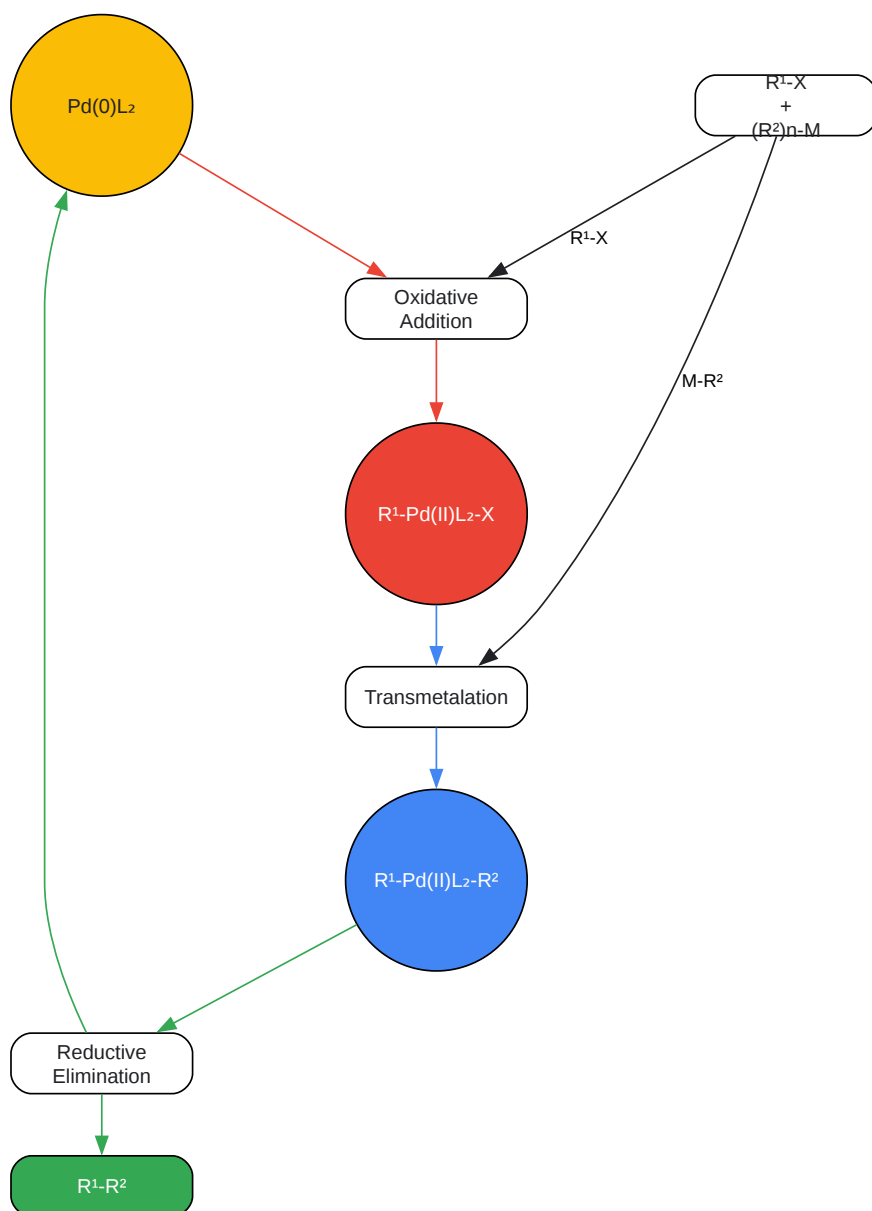 Pd(0)L₂
R¹-X
+
(R²)n-M
R¹-X
Oxidative
Addition
M-R²
R¹-Pd(II)L₂-X
Transmetalation
R¹-Pd(II)L₂-R²
Reductive
Elimination
R¹-R²